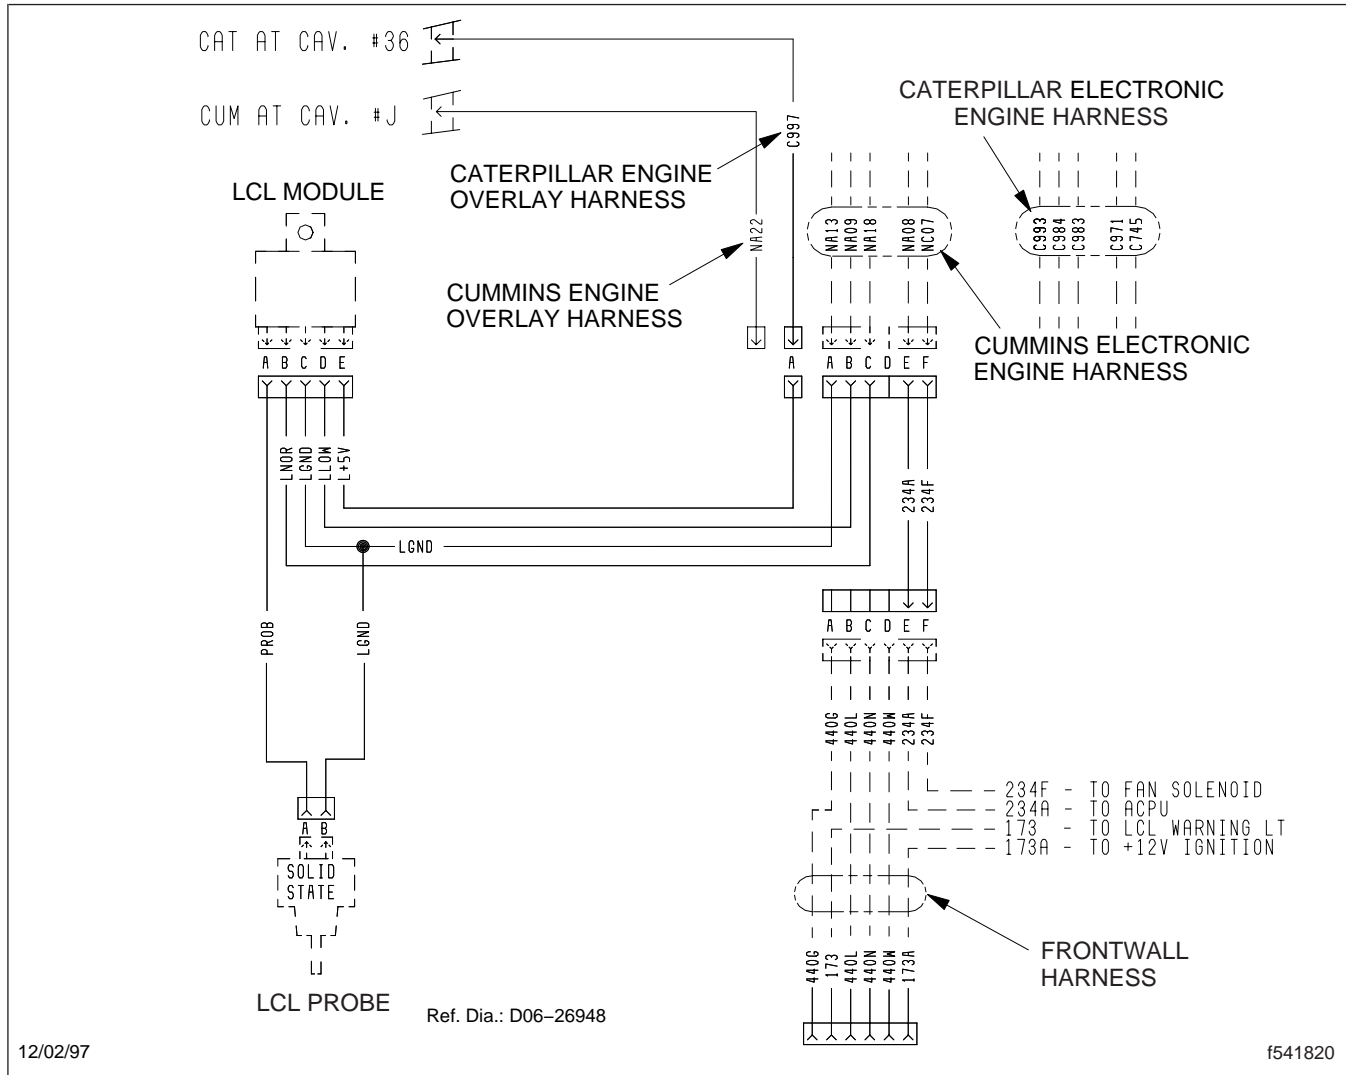 CAT AT CAV. #36
CUM AT CAV. #J
CATERPILLAR ELECTRONIC
ENGINE HARNESS
C997
CATERPILLAR ENGINE
OVERLAY HARNESS
LCL MODULE
NA22
NA13
NA09
NA18
NA08
NC07
C993
C984
C983
C971
C745
CUMMINS ENGINE
OVERLAY HARNESS
CUMMINS ELECTRONIC
ENGINE HARNESS
A B C D E
A
A B C D E F
LNOR
LGND
LLOW
L+5V
234A
234F
LGND
PROB
LGND
A B C D E F
440G
440L
440N
440W
234A
234F
234F - TO FAN SOLENOID
234A - TO ACPU
173 - TO LCL WARNING LT
173A - TO +12V IGNITION
A B
SOLID
STATE
LCL PROBE
440G
173
440L
440N
440W
173A
FRONTWALL
HARNESS
Ref. Dia.: D06–26948
12/02/97
f541820